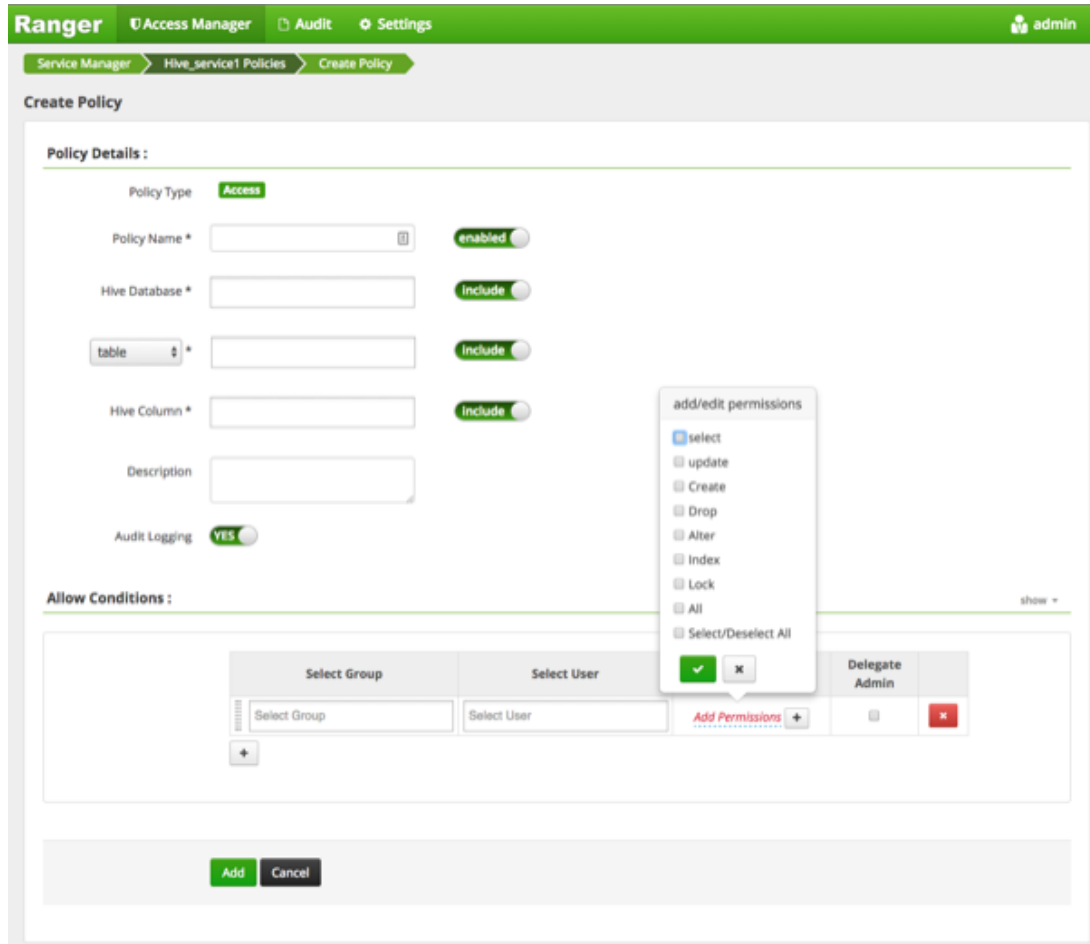 Ranger Access Manager Audit Settings admin
Service Manager Hive_service1 Policies Create Policy
Create Policy
Policy Details :
Policy Type Access
Policy Name * enabled
Hive Database * include
table * include
Hive Column * include
Description
Audit Logging YES
add/edit permissions
select
update
Create
Drop
Alter
Index
Lock
All
Select/Deselect All
Allow Conditions : show
Select Group Select User Delegate Admin
Select Group Select User Add Permissions +
+
Add Cancel